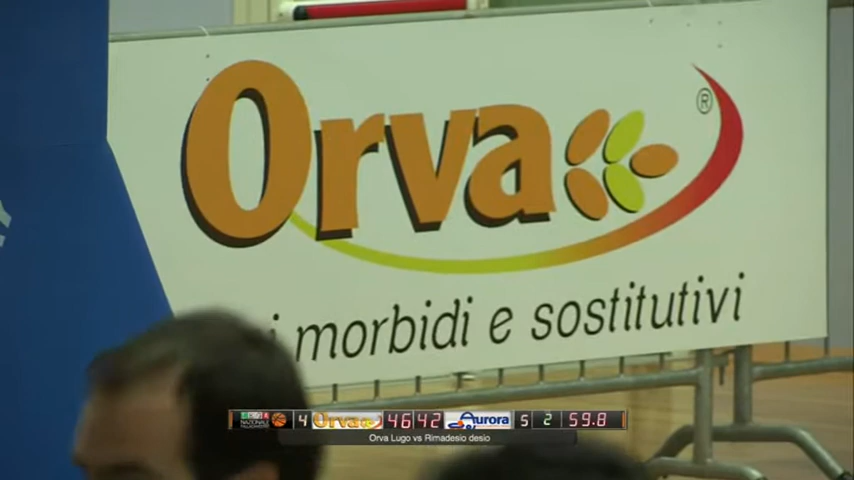 Orva®
i morbidi e sostitutivi
4 Orva 46 42 Aurora 5 2 59.8
Orva Lugo vs Rimadesio desio